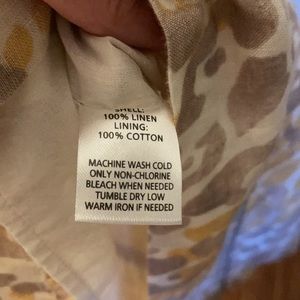 SHELL:
100% LINEN
LINING:
100% COTTON
MACHINE WASH COLD
ONLY NON-CHLORINE
BLEACH WHEN NEEDED
TUMBLE DRY LOW
WARM IRON IF NEEDED